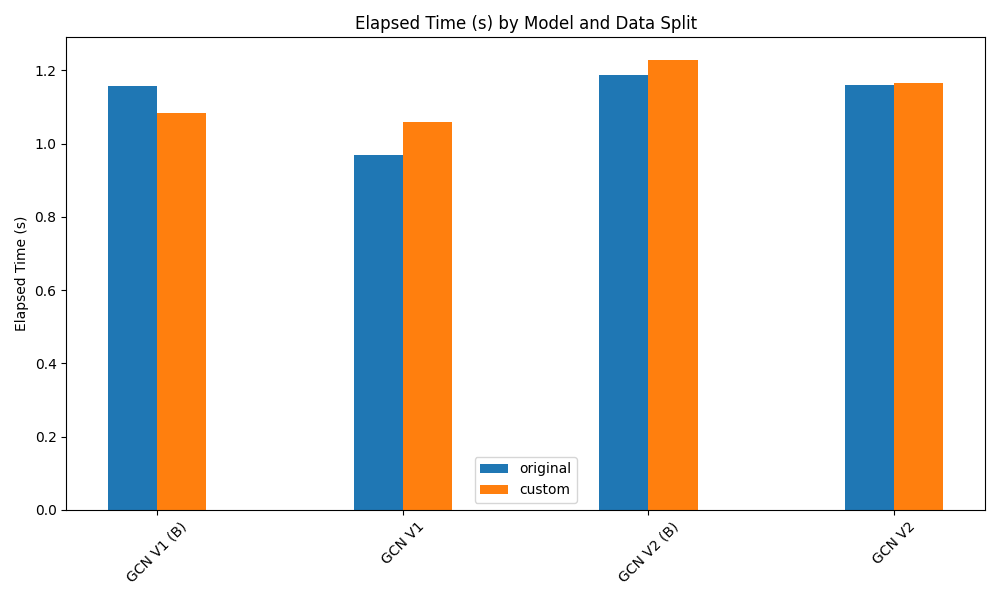 Elapsed Time (s) by Model and Data Split
Elapsed Time (s)
1.2
1.0
0.8
0.6
0.4
0.2
0.0
original
custom
GCN V1 (B)
GCN V1
GCN V2 (B)
GCN V2